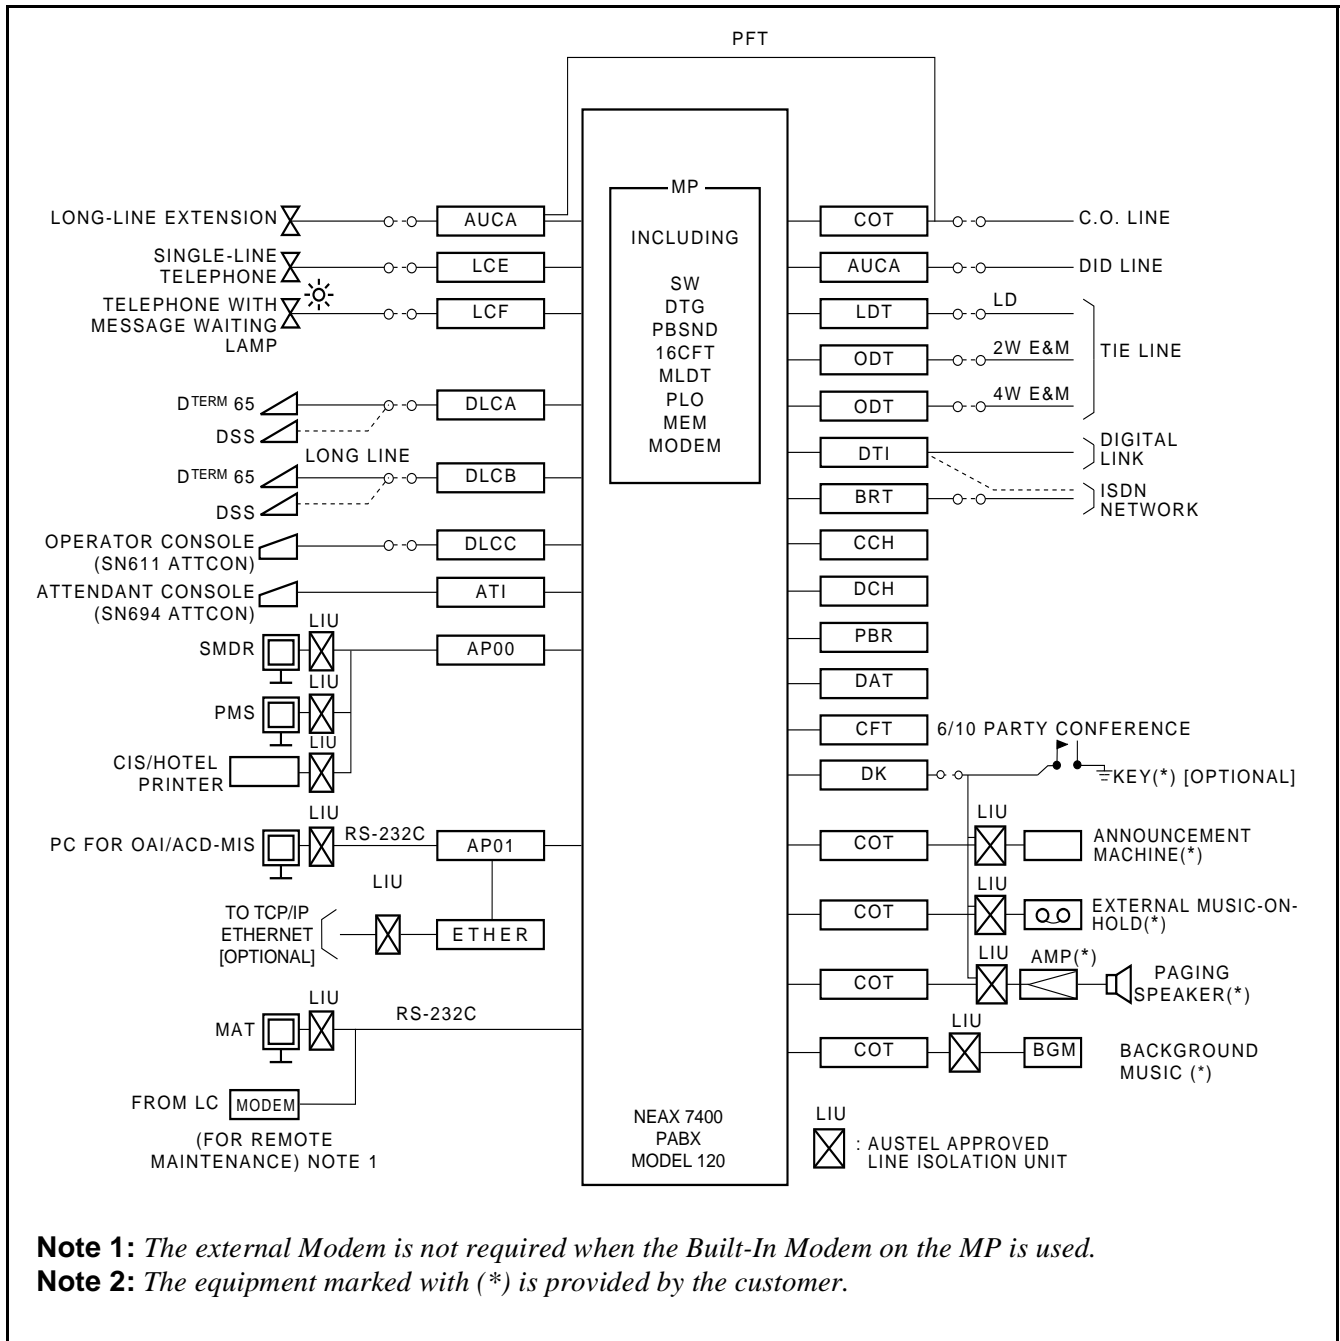 PFT
MP
INCLUDING
SW
DTG
PBSND
16CFT
MLDT
PLO
MEM
MODEM
LONG-LINE EXTENSION
AUCA
SINGLE-LINE
TELEPHONE
LCE
TELEPHONE WITH
MESSAGE WAITING
LAMP
LCF
DTERM 65
DLCA
DSS
LONG LINE
DTERM 65
DLCB
DSS
OPERATOR CONSOLE
(SN611 ATTCON)
DLCC
ATTENDANT CONSOLE
(SN694 ATTCON)
ATI
LIU
SMDR
AP00
LIU
PMS
LIU
CIS/HOTEL
PRINTER
LIU
PC FOR OAI/ACD-MIS
RS-232C
AP01
LIU
TO TCP/IP
ETHERNET
[OPTIONAL]
ETHER
LIU
MAT
RS-232C
FROM LC
MODEM
(FOR REMOTE
MAINTENANCE) NOTE 1
NEAX 7400
PABX
MODEL 120
COT
C.O. LINE
AUCA
DID LINE
LDT
LD
ODT
2W E&M
TIE LINE
ODT
4W E&M
DTI
DIGITAL
LINK
BRT
ISDN
NETWORK
CCH
DCH
PBR
DAT
CFT
6/10 PARTY CONFERENCE
DK
KEY(*) [OPTIONAL]
LIU
COT
ANNOUNCEMENT
MACHINE(*)
LIU
COT
EXTERNAL MUSIC-ON-
HOLD(*)
LIU
AMP(*)
COT
PAGING
SPEAKER(*)
LIU
COT
BGM
BACKGROUND
MUSIC (*)
LIU
: AUSTEL APPROVED
LINE ISOLATION UNIT
Note 1: The external Modem is not required when the Built-In Modem on the MP is used.
Note 2: The equipment marked with (*) is provided by the customer.